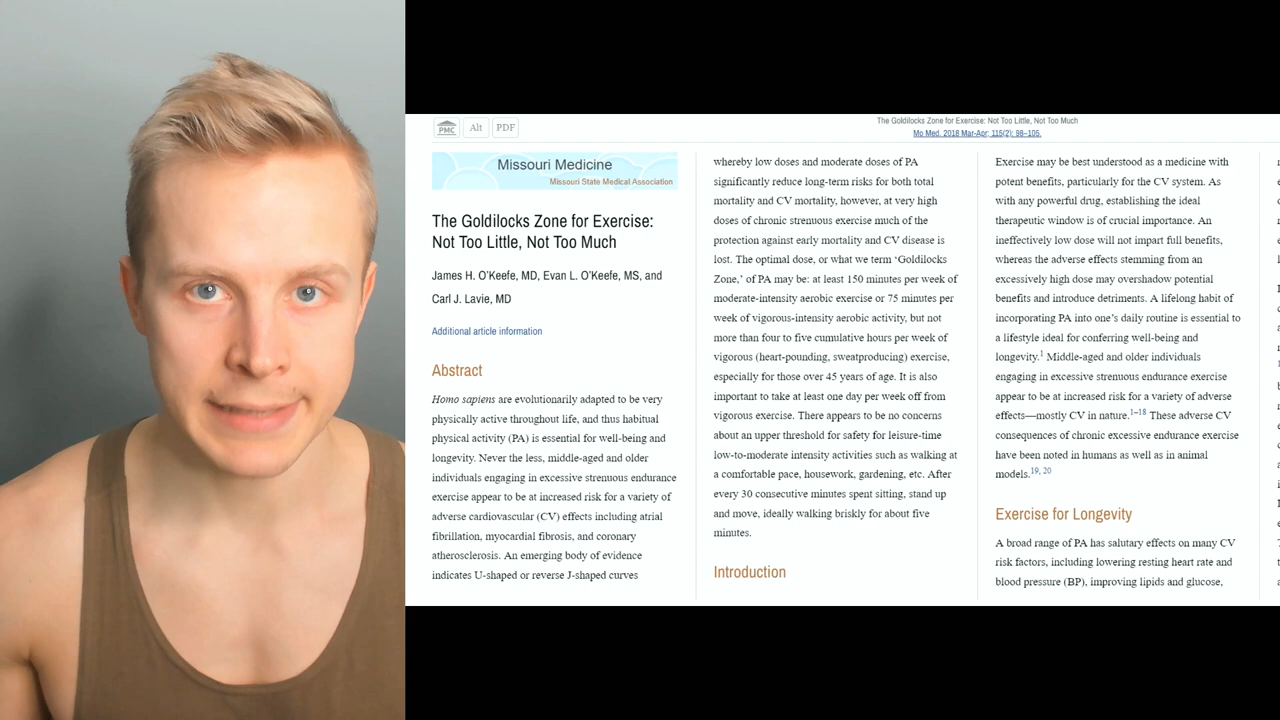 PMC
Alt
PDF
The Goldilocks Zone for Exercise: Not Too Little, Not Too Much
Mo Med. 2018 Mar-Apr; 115(2): 98–105.
Missouri Medicine
Missouri State Medical Association
The Goldilocks Zone for Exercise:
Not Too Little, Not Too Much
James H. O'Keefe, MD, Evan L. O'Keefe, MS, and
Carl J. Lavie, MD
Additional article information
Abstract
Homo sapiens are evolutionarily adapted to be very
physically active throughout life, and thus habitual
physical activity (PA) is essential for well-being and
longevity. Never the less, middle-aged and older
individuals engaging in excessive strenuous endurance
exercise appear to be at increased risk for a variety of
adverse cardiovascular (CV) effects including atrial
fibrillation, myocardial fibrosis, and coronary
atherosclerosis. An emerging body of evidence
indicates U-shaped or reverse J-shaped curves
whereby low doses and moderate doses of PA
significantly reduce long-term risks for both total
mortality and CV mortality, however, at very high
doses of chronic strenuous exercise much of the
protection against early mortality and CV disease is
lost. The optimal dose, or what we term ‘Goldilocks
Zone,’ of PA may be: at least 150 minutes per week of
moderate-intensity aerobic exercise or 75 minutes per
week of vigorous-intensity aerobic activity, but not
more than four to five cumulative hours per week of
vigorous (heart-pounding, sweatproducing) exercise,
especially for those over 45 years of age. It is also
important to take at least one day per week off from
vigorous exercise. There appears to be no concerns
about an upper threshold for safety for leisure-time
low-to-moderate intensity activities such as walking at
a comfortable pace, housework, gardening, etc. After
every 30 consecutive minutes spent sitting, stand up
and move, ideally walking briskly for about five
minutes.
Introduction
Exercise may be best understood as a medicine with
potent benefits, particularly for the CV system. As
with any powerful drug, establishing the ideal
therapeutic window is of crucial importance. An
ineffectively low dose will not impart full benefits,
whereas the adverse effects stemming from an
excessively high dose may overshadow potential
benefits and introduce detriments. A lifelong habit of
incorporating PA into one's daily routine is essential to
a lifestyle ideal for conferring well-being and
longevity.1 Middle-aged and older individuals
engaging in excessive strenuous endurance exercise
appear to be at increased risk for a variety of adverse
effects—mostly CV in nature.1–18 These adverse CV
consequences of chronic excessive endurance exercise
have been noted in humans as well as in animal
models.19, 20
Exercise for Longevity
A broad range of PA has salutary effects on many CV
risk factors, including lowering resting heart rate and
blood pressure (BP), improving lipids and glucose,